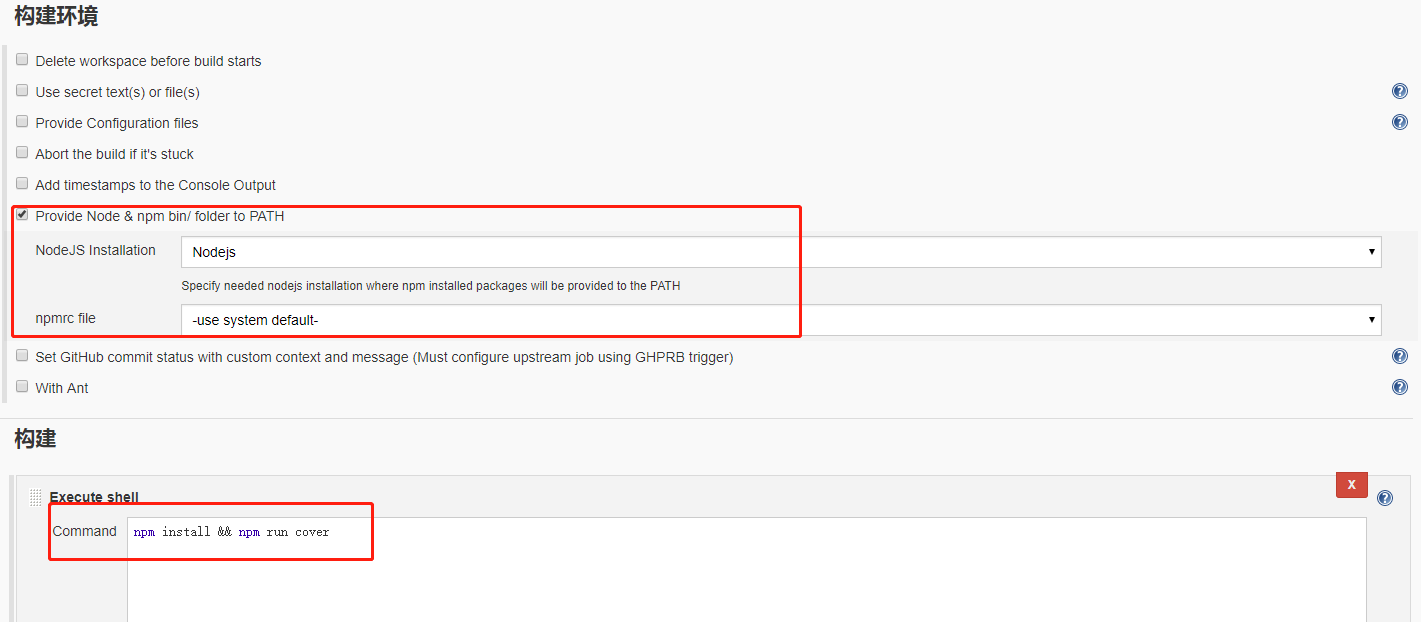 构建环境
Delete workspace before build starts
Use secret text(s) or file(s)
Provide Configuration files
Abort the build if it's stuck
Add timestamps to the Console Output
Provide Node & npm bin/ folder to PATH
NodeJS Installation Nodejs
Specify needed nodejs installation where npm installed packages will be provided to the PATH
npmrc file -use system default-
Set GitHub commit status with custom context and message (Must configure upstream job using GHPRB trigger)
With Ant
构建
X
Execute shell
Command npm install && npm run cover